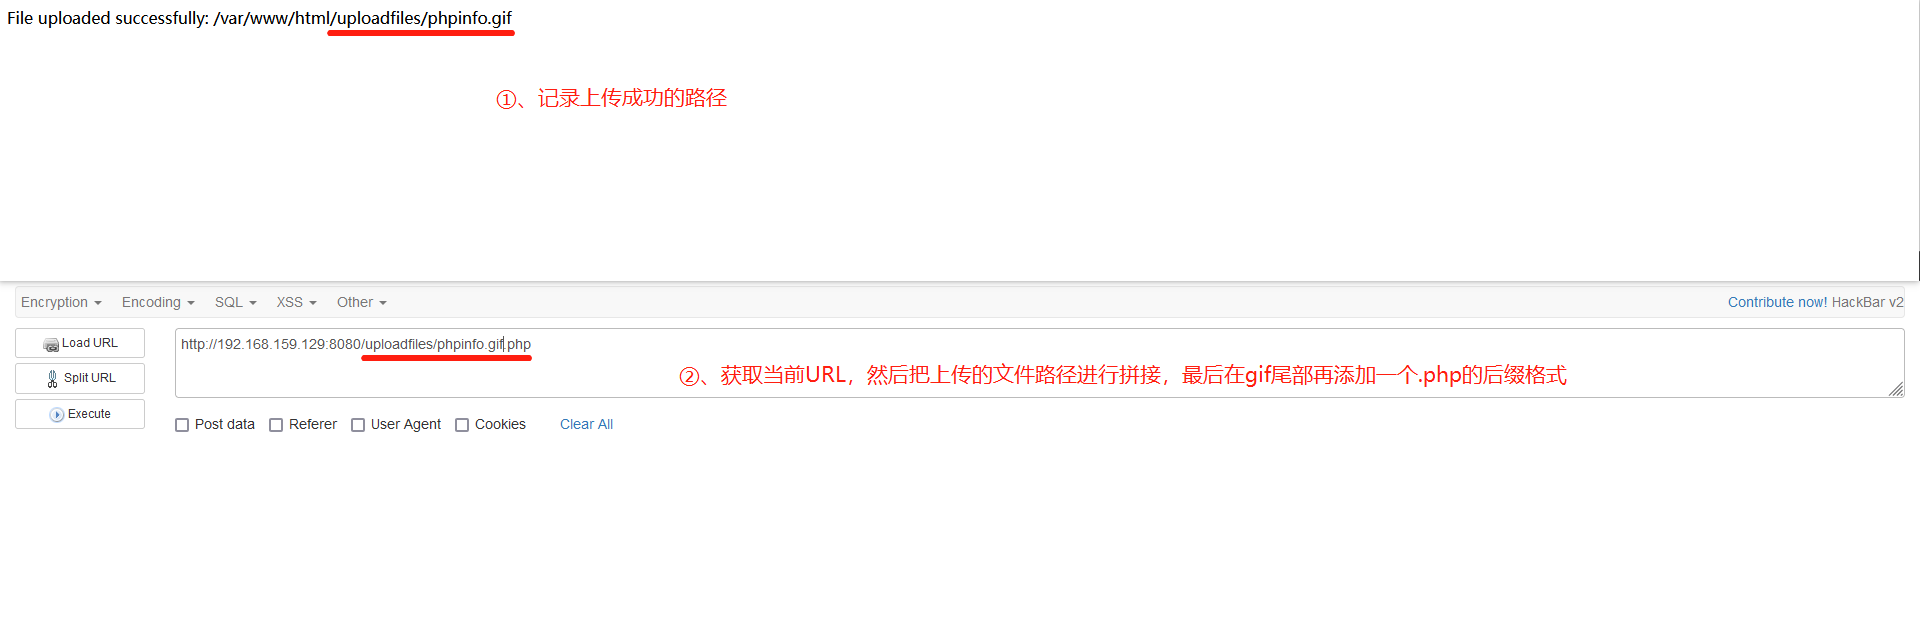 File uploaded successfully: /var/www/html/uploadfiles/phpinfo.gif
①、记录上传成功的路径
Encryption Encoding SQL XSS Other Contribute now! HackBar v2
Load URL
http://192.168.159.129:8080/uploadfiles/phpinfo.gif.php
Split URL
②、获取当前URL，然后把上传的文件路径进行拼接，最后在gif尾部再添加一个.php的后缀格式
Execute
Post data Referer User Agent Cookies Clear All